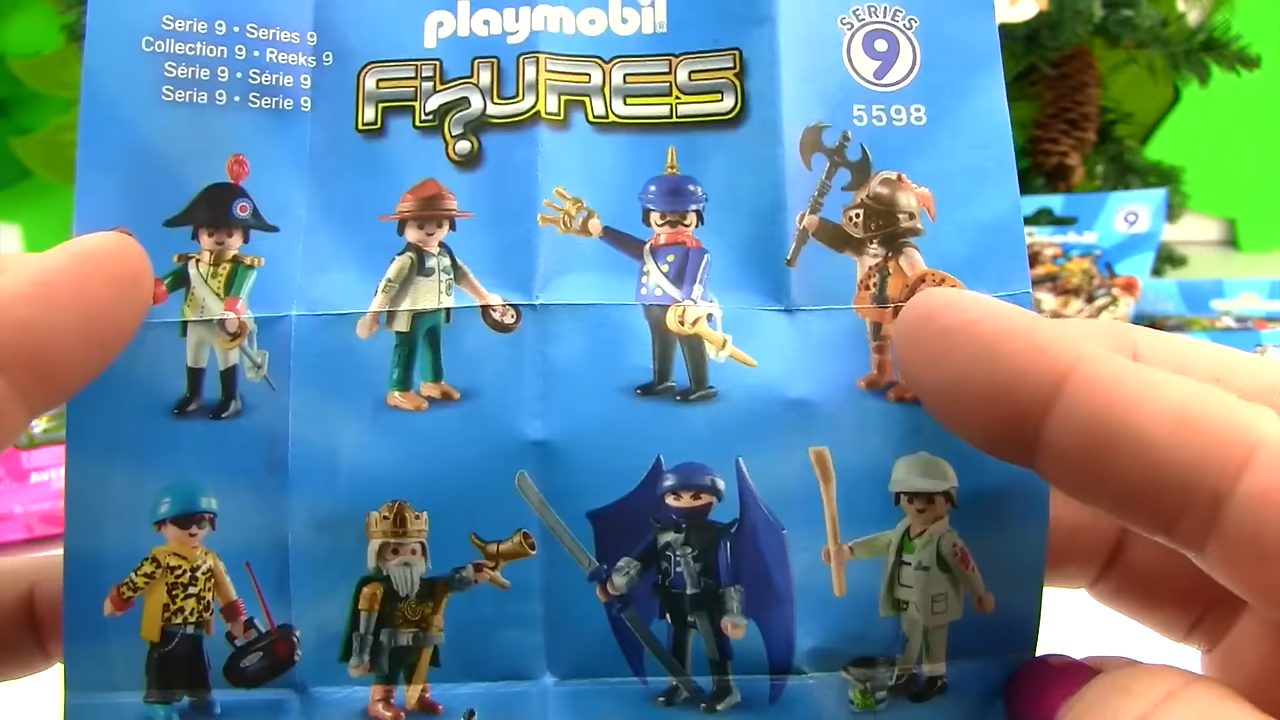 Serie 9 • Series 9
Collection 9 • Reeks 9
Série 9 • Série 9
Seria 9 • Serie 9
playmobil
FiguRES
SERIES
9
5598
9